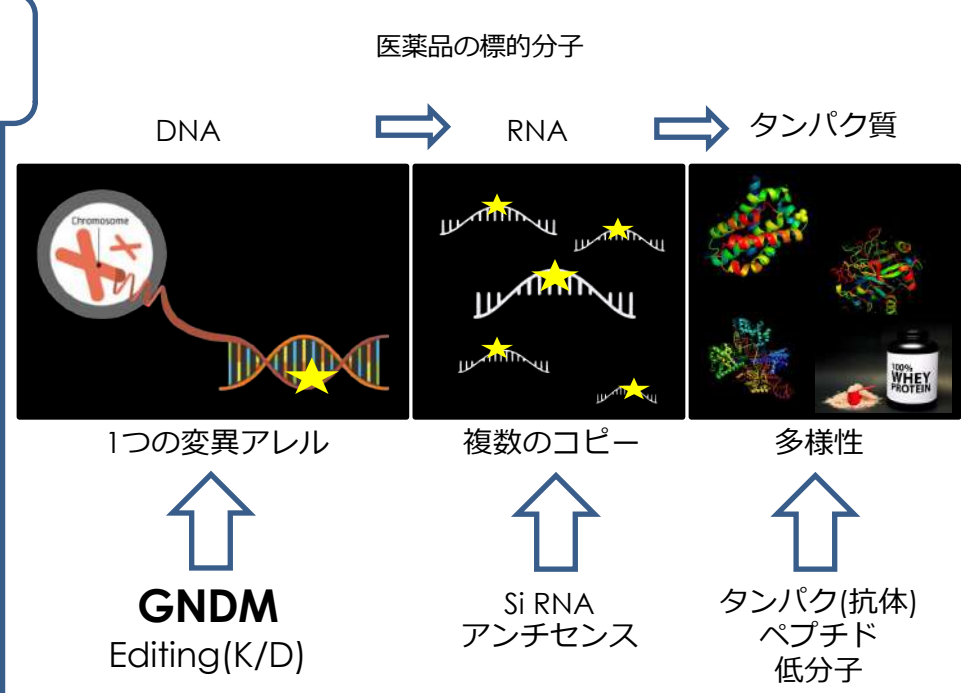 医薬品の標的分子
DNA
RNA
タンパク質
Chromosome
100%
WHEY
PROTEIN
1つの変異アレル
複数のコピー
多様性
GNDM
Editing(K/D)
Si RNA
アンチセンス
タンパク(抗体)
ペプチド
低分子